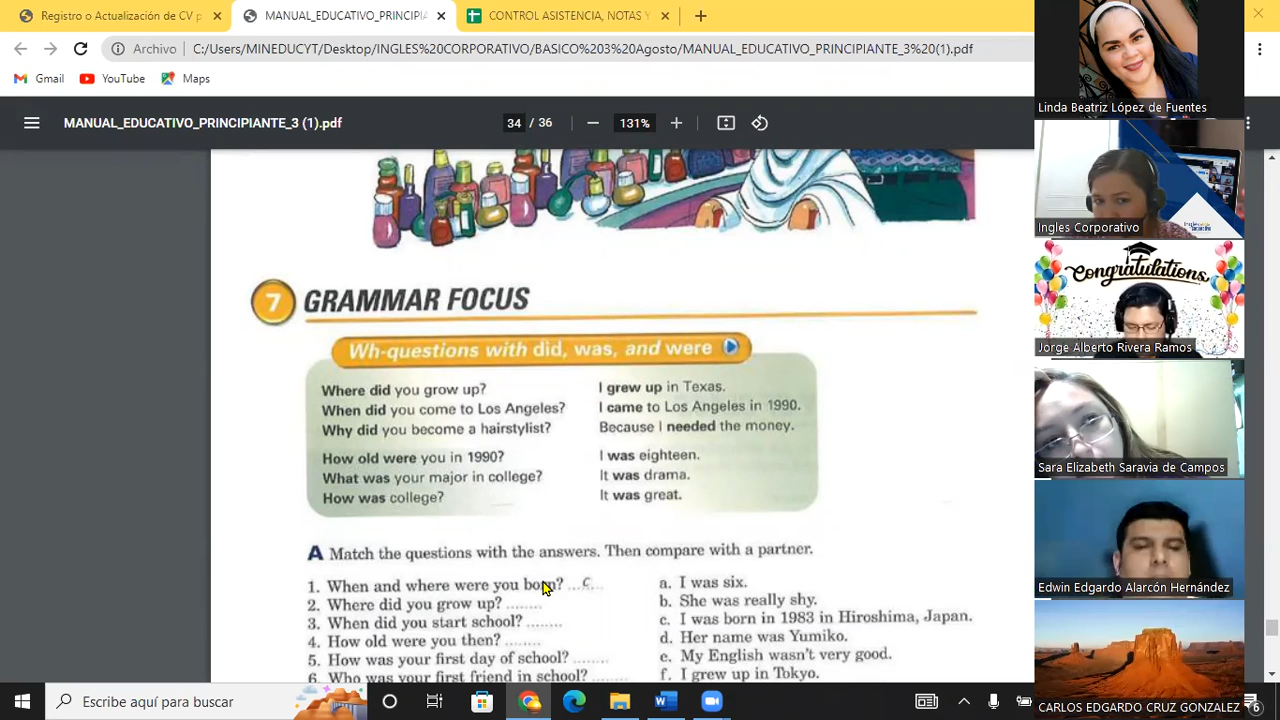 Registro o Actualización de CV p
MANUAL_EDUCATIVO_PRINCIPIA
CONTROL ASISTENCIA, NOTAS Y
Archivo
C:/Users/MINEDUCYT/Desktop/INGLES%20CORPORATIVO/BASICO%203%20Agosto/MANUAL_EDUCATIVO_PRINCIPIANTE_3%20(1).pdf
Gmail
YouTube
Maps
MANUAL_EDUCATIVO_PRINCIPIANTE_3 (1).pdf
34 / 36
131%
7 GRAMMAR FOCUS
Wh-questions with did, was, and were
Where did you grow up? I grew up in Texas.
When did you come to Los Angeles? I came to Los Angeles in 1990.
Why did you become a hairstylist? Because I needed the money.
How old were you in 1990? I was eighteen.
What was your major in college? It was drama.
How was college? It was great.
A Match the questions with the answers. Then compare with a partner.
1. When and where were you born? ...c... a. I was six.
2. Where did you grow up? ........ b. She was really shy.
3. When did you start school? ........ c. I was born in 1983 in Hiroshima, Japan.
4. How old were you then? ........ d. Her name was Yumiko.
5. How was your first day of school? ........ e. My English wasn't very good.
6. Who was your first friend in school? ........ f. I grew up in Tokyo.
Linda Beatriz López de Fuentes
Ingles Corporativo
Congratulations
Jorge Alberto Rivera Ramos
Sara Elizabeth Saravia de Campos
Edwin Edgardo Alarcón Hernández
CARLOS EDGARDO CRUZ GONZALEZ
Escribe aquí para buscar
6